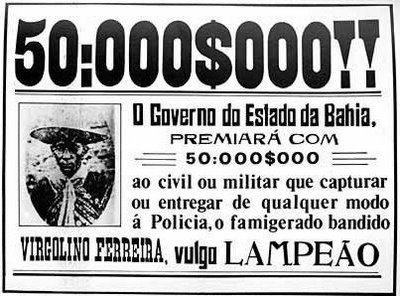 50:000$000!!
O Governo do Estado da Bahia,
PREMIARÁ COM
50:000$000
ao civil ou militar que capturar
ou entregar de qualquer modo
á Policia, o famigerado bandido
VIRGOLINO FERREIRA, vulgo LAMPEÃO